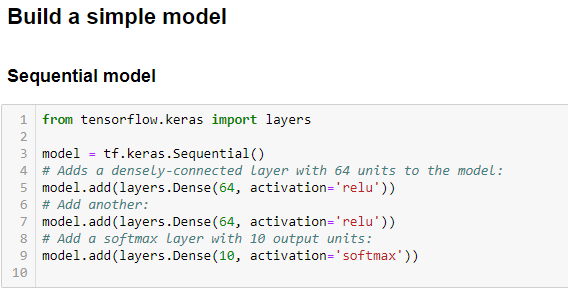 Build a simple model
Sequential model
1 from tensorflow.keras import layers
2
3 model = tf.keras.Sequential()
4 # Adds a densely-connected layer with 64 units to the model:
5 model.add(layers.Dense(64, activation='relu'))
6 # Add another:
7 model.add(layers.Dense(64, activation='relu'))
8 # Add a softmax layer with 10 output units:
9 model.add(layers.Dense(10, activation='softmax'))
10